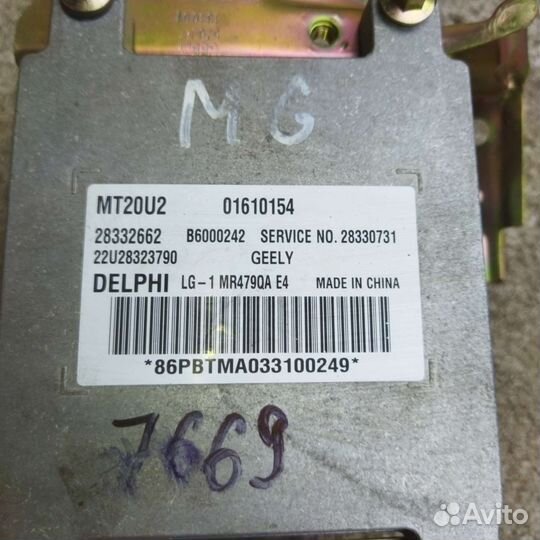 MG
MT20U2 01610154
28332662 B6000242 SERVICE NO. 28330731
22U28323790 GEELY
DELPHI LG-1 MR479QA E4 MADE IN CHINA
*86PBTMA033100249*
7669
Avito